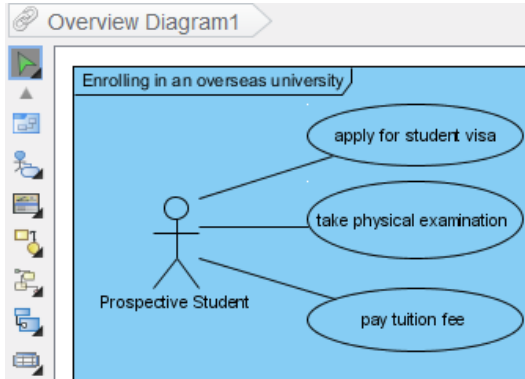 Overview Diagram1
Enrolling in an overseas university
apply for student visa
take physical examination
Prospective Student
pay tuition fee